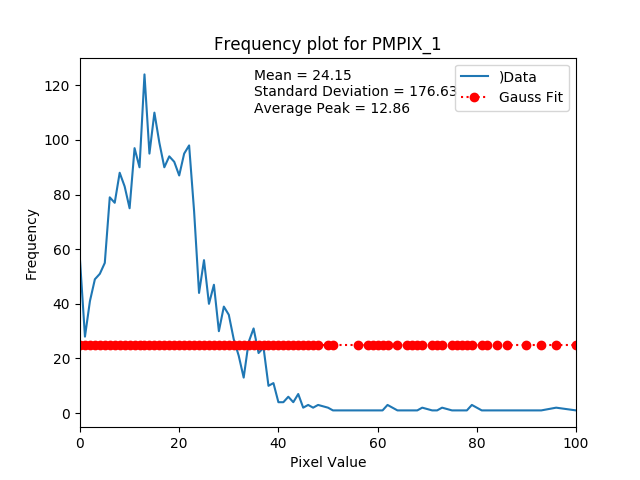 Frequency plot for PMPIX_1
Mean = 24.15
Standard Deviation = 176.63
Average Peak = 12.86
)Data
Gauss Fit
Frequency
120
100
80
60
40
20
0
0 20 40 60 80 100
Pixel Value